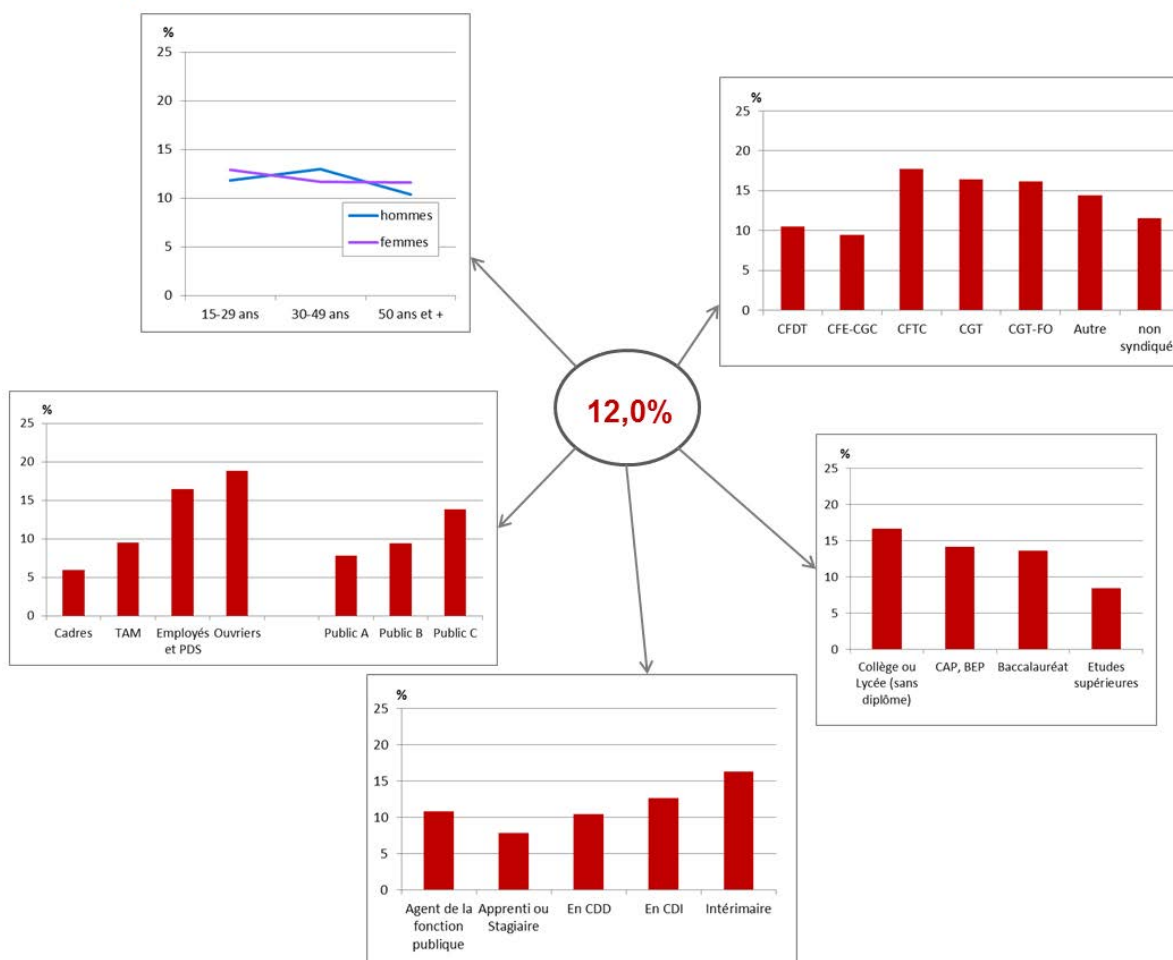 %
25
20
15
10
5
0
hommes
femmes
15-29 ans 30-49 ans 50 ans et +
%
25
20
15
10
5
0
CFDT CFE-CGC CFTC CGT CGT-FO Autre non
syndiqué
12,0%
%
25
20
15
10
5
0
Cadres TAM Employés Ouvriers Public A Public B Public C
et PDS
%
25
20
15
10
5
0
Collège ou CAP, BEP Baccalauréat Etudes
Lycée (sans supérieures
diplôme)
%
25
20
15
10
5
0
Agent de la Apprenti ou En CDD En CDI Intérimaire
fonction Stagiaire
publique